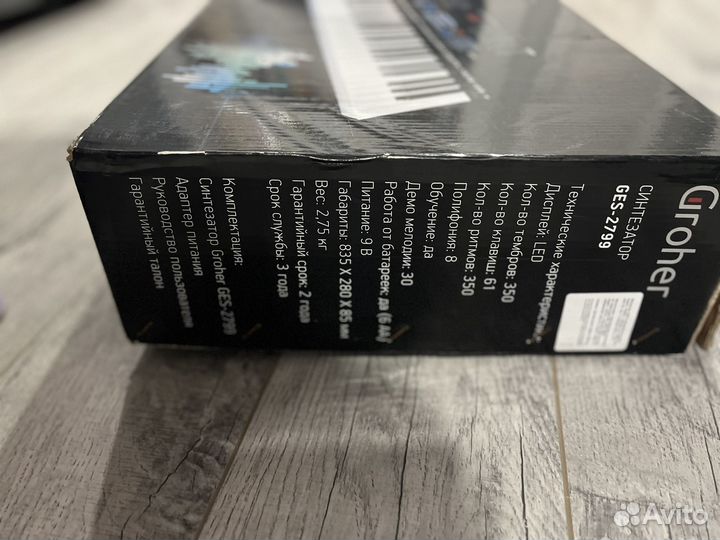 Groher
СИНТЕЗАТОР
GES-2799
Технические характеристики:
Дисплей: LED
Кол-во тембров: 350
Кол-во клавиш: 61
Кол-во ритмов: 350
Полифония: 8
Обучение: да
Демо мелодии: 30
Работа от батареек: да (6 АА)
Питание: 9 В
Габариты: 835 X 280 X 85 мм
Вес: 2,75 кг
Гарантийный срок: 2 года
Срок службы: 3 года
Комплектация:
Синтезатор Groher GES-2799
Адаптер питания
Руководство пользователя
Гарантийный талон
Avito